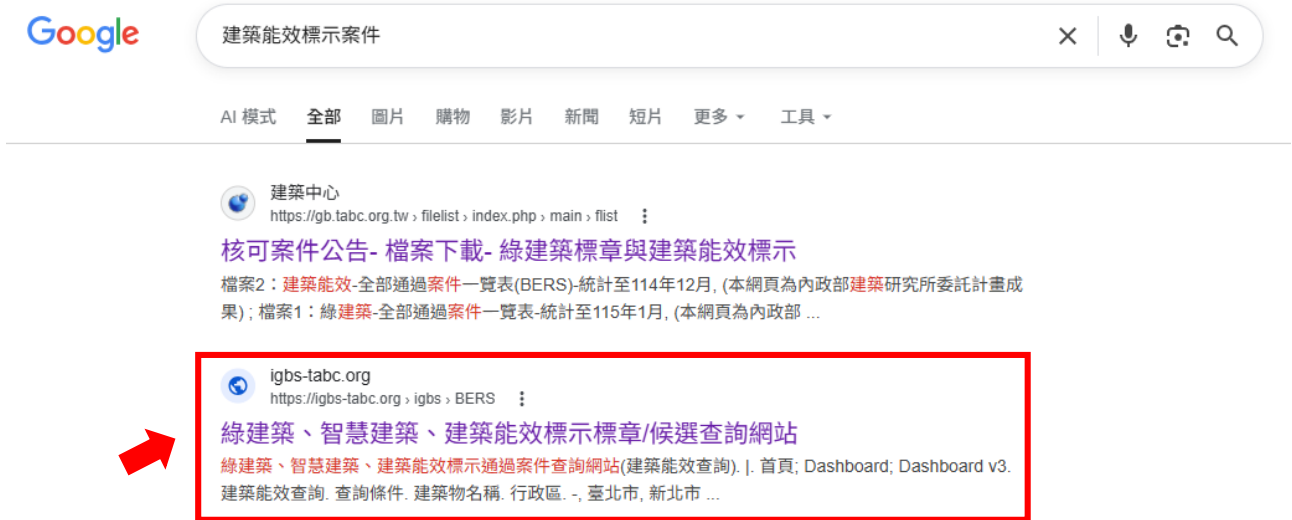 Google
建築能效標示案件
AI 模式 全部 圖片 購物 影片 新聞 短片 更多 工具
建築中心
https://gb.tabc.org.tw › filelist › index.php › main › flist
核可案件公告- 檔案下載- 綠建築標章與建築能效標示
檔案2：建築能效-全部通過案件一覽表(BERS)-統計至114年12月, (本網頁為內政部建築研究所委託計畫成
果) ; 檔案1：綠建築-全部通過案件一覽表-統計至115年1月, (本網頁為內政部 ...
igbs-tabc.org
https://igbs-tabc.org › igbs › BERS
綠建築、智慧建築、建築能效標示標章/候選查詢網站
綠建築、智慧建築、建築能效標示通過案件查詢網站(建築能效查詢). |. 首頁; Dashboard; Dashboard v3.
建築能效查詢. 查詢條件. 建築物名稱. 行政區. -, 臺北市, 新北市 ...